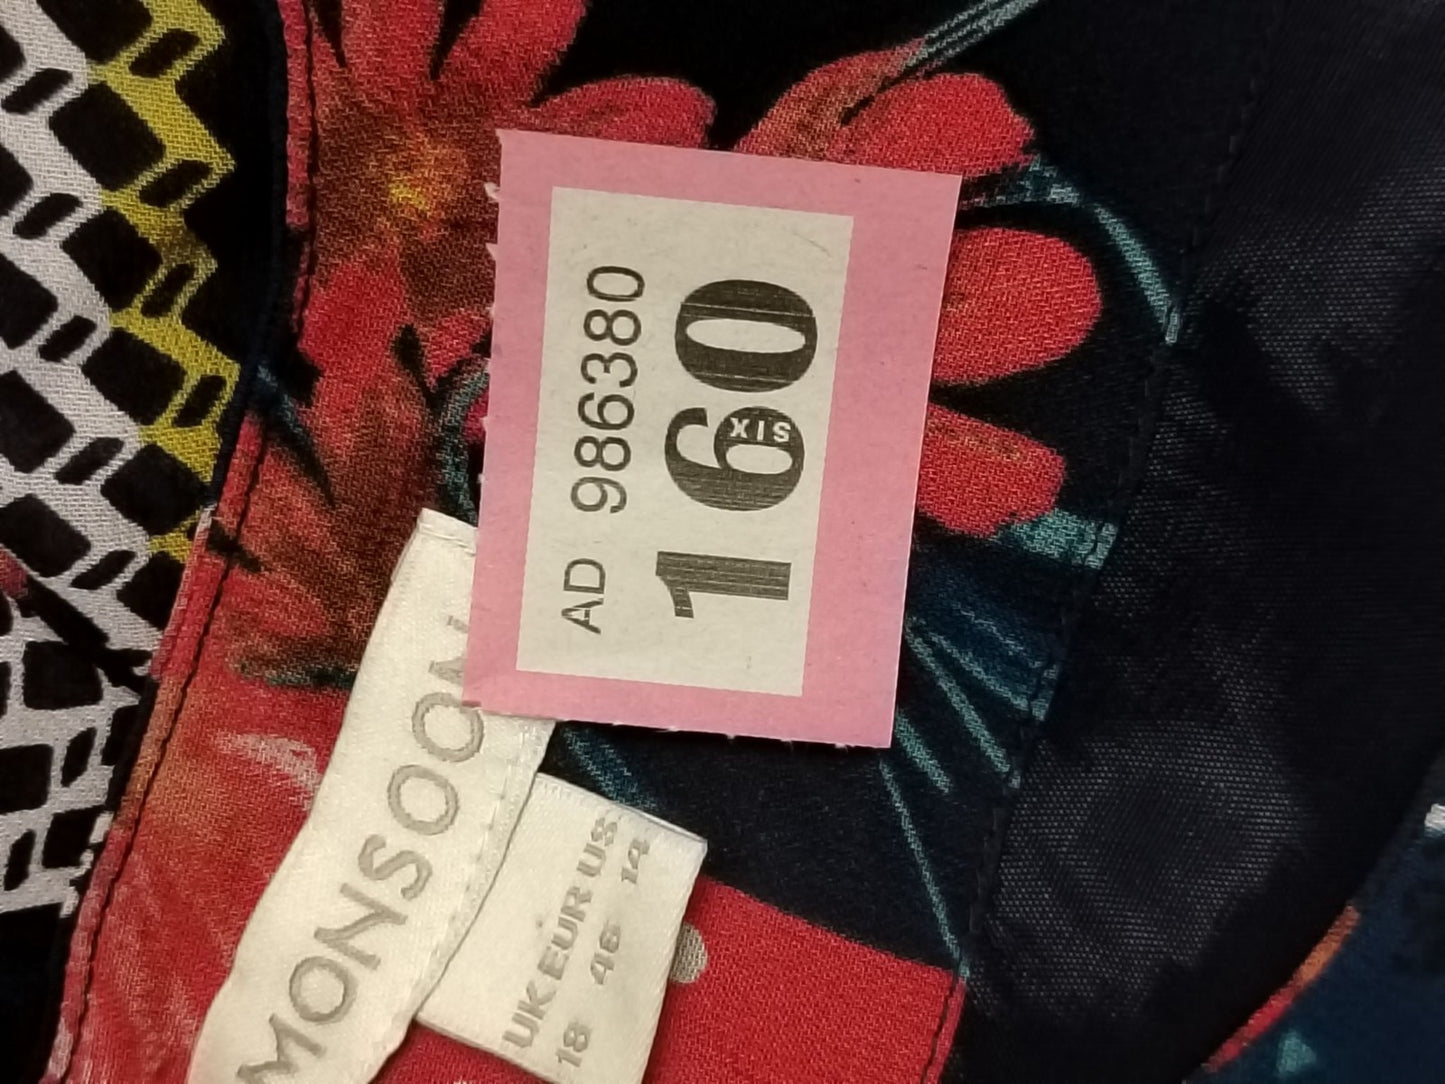 AD 986380
160
SIX
MONSOON
UK EUR US
18 46 14